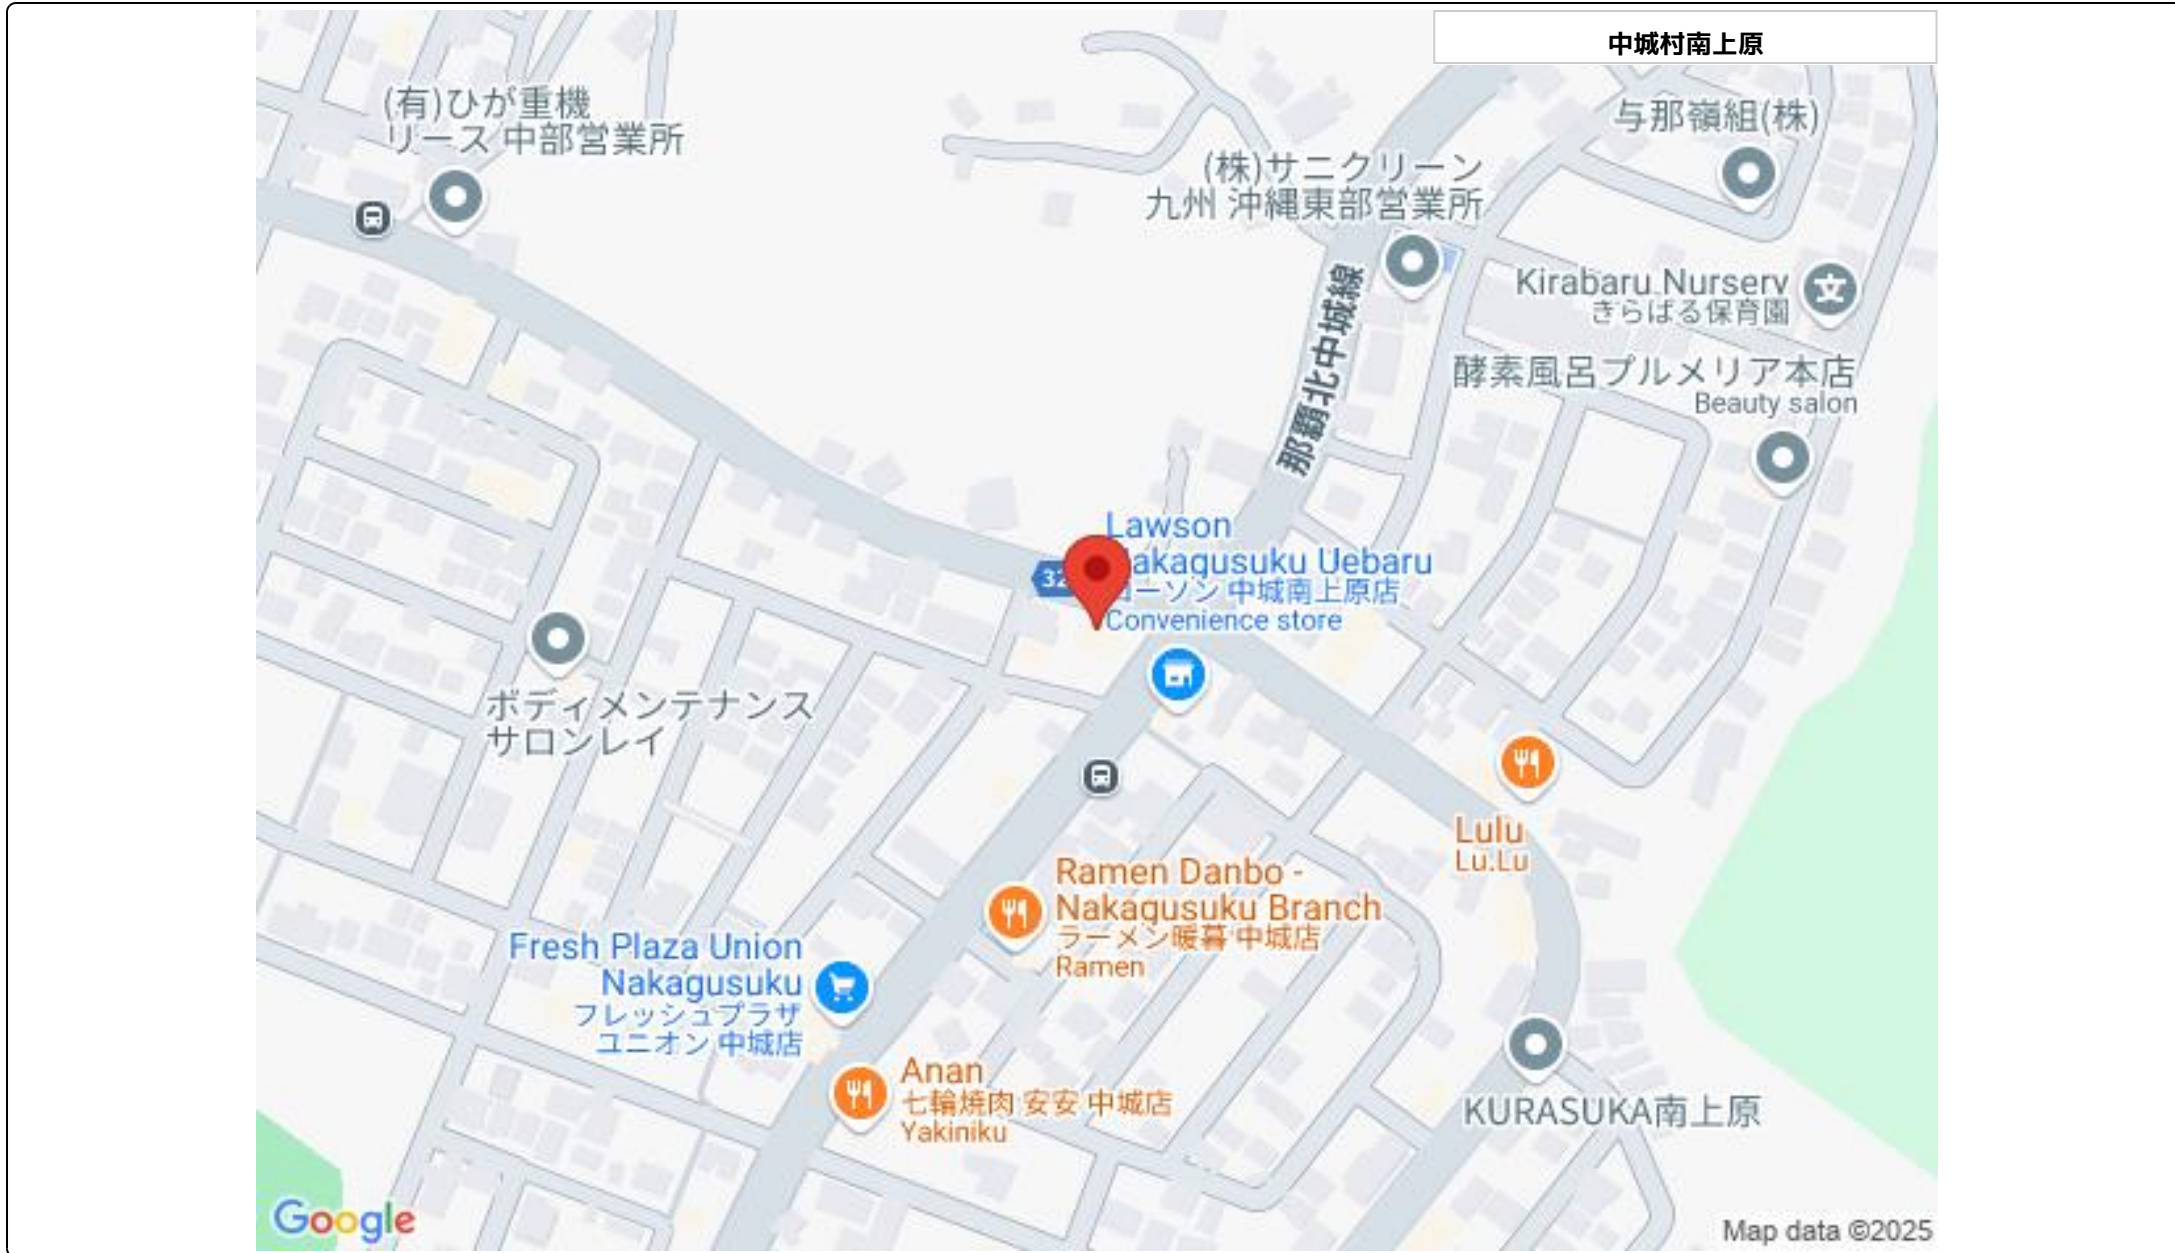 中城村南上原
(有)ひが重機
リース 中部営業所
与那嶺組(株)
(株)サニクリーン
九州 沖縄東部営業所
那覇北中城線
Kirabaru Nursery
きらばる保育園
酵素風呂プルメリア本店
Beauty salon
Lawson
akagusuku Uebaru
ーソン 中城南上原店
Convenience store
32
ボディメンテナンス
サロンレイ
Lulu
Lu.Lu
Ramen Danbo -
Nakagusuku Branch
ラーメン暖暮 中城店
Ramen
Fresh Plaza Union
Nakagusuku
フレッシュプラザ
ユニオン 中城店
Anan
七輪焼肉 安安 中城店
Yakiniku
KURASUKA南上原
Google
Map data ©2025